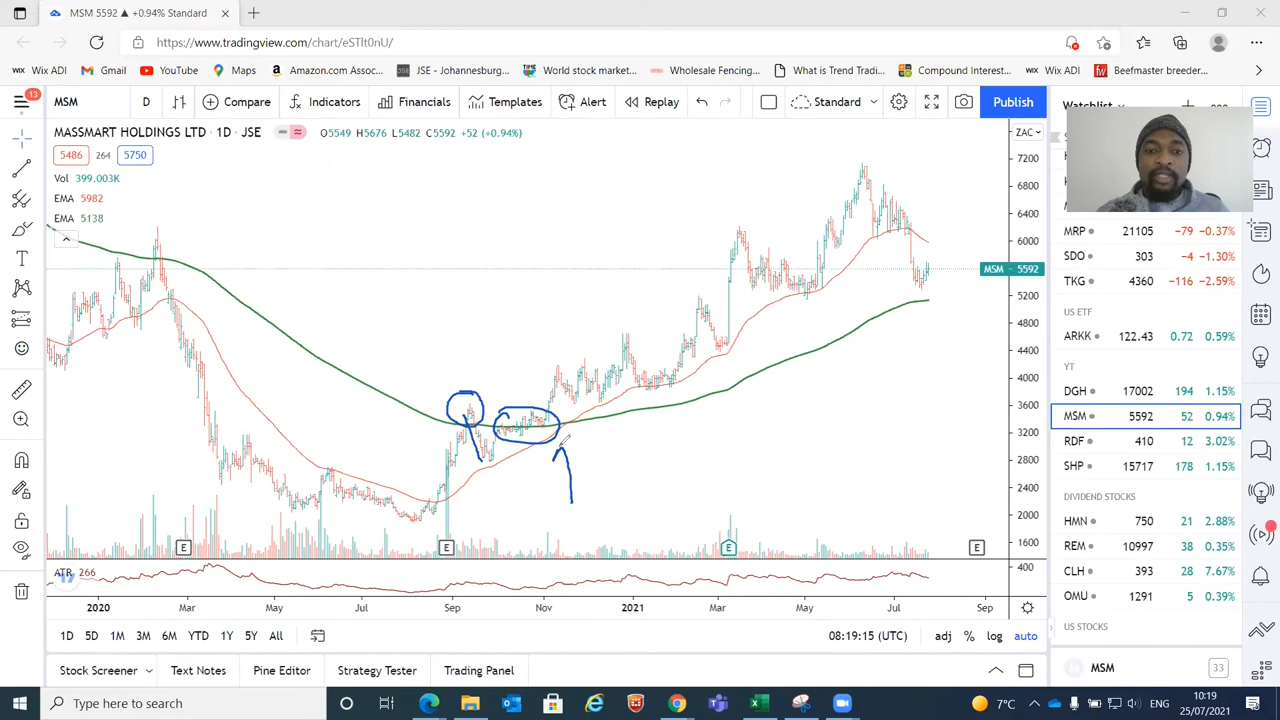 MSM 5592 ▲ +0.94% Standard
https://www.tradingview.com/chart/eSTlt0nU/
Wix ADI
Gmail
YouTube
Maps
Amazon.com Assoc...
JSE - Johannesburg...
World stock market...
Wholesale Fencing,...
What is Trend Tradi...
Compound Interest...
Wix ADI
Beefmaster breeder...
13
MSM
D
Compare
Indicators
Financials
Templates
Alert
Replay
Standard
Publish
Watchlist
MASSMART HOLDINGS LTD · 1D · JSE
O5549 H5676 L5482 C5592 +52 (+0.94%)
ZAC
5486 264 5750
Vol 399.003K
EMA 5982
EMA 5138
7200
6800
6400
6000
MSM 5592
5200
4800
4400
4000
3600
3200
2800
2400
2000
1600
E E E E
ATR 266
400
2020 Mar May Jul Sep Nov 2021 Mar May Jul Sep
MRP 21105 −79 −0.37%
SDO 303 −4 −1.30%
TKG 4360 −116 −2.59%
US ETF
ARKK 122.43 0.72 0.59%
YT
DGH 17002 194 1.15%
MSM 5592 52 0.94%
RDF 410 12 3.02%
SHP 15717 178 1.15%
DIVIDEND STOCKS
HMN 750 21 2.88%
REM 10997 38 0.35%
CLH 393 28 7.67%
OMU 1291 5 0.39%
US STOCKS
MSM 33
1D 5D 1M 3M 6M YTD 1Y 5Y All
08:19:15 (UTC) adj % log auto
Stock Screener Text Notes Pine Editor Strategy Tester Trading Panel
Type here to search
7°C
ENG
10:19
25/07/2021